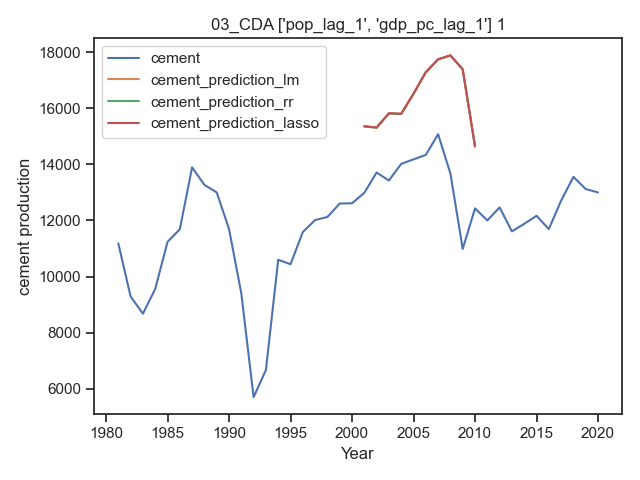 03_CDA ['pop_lag_1', 'gdp_pc_lag_1'] 1
cement
cement_prediction_lm
cement_prediction_rr
cement_prediction_lasso
cement production
18000
16000
14000
12000
10000
8000
6000
1980 1985 1990 1995 2000 2005 2010 2015 2020
Year